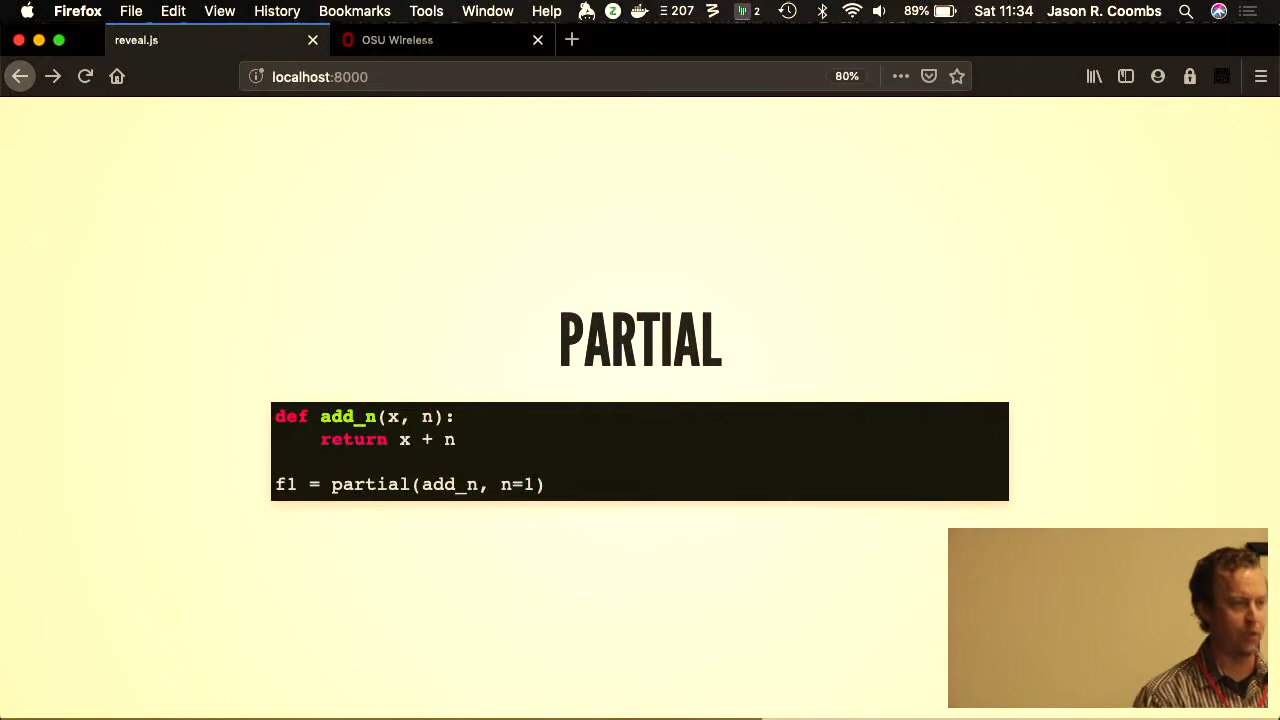 Firefox File Edit View History Bookmarks Tools Window Help 207 2 89% Sat 11:34 Jason R. Coombs
reveal.js OSU Wireless
localhost:8000 80%
PARTIAL
def add_n(x, n):
return x + n
f1 = partial(add_n, n=1)